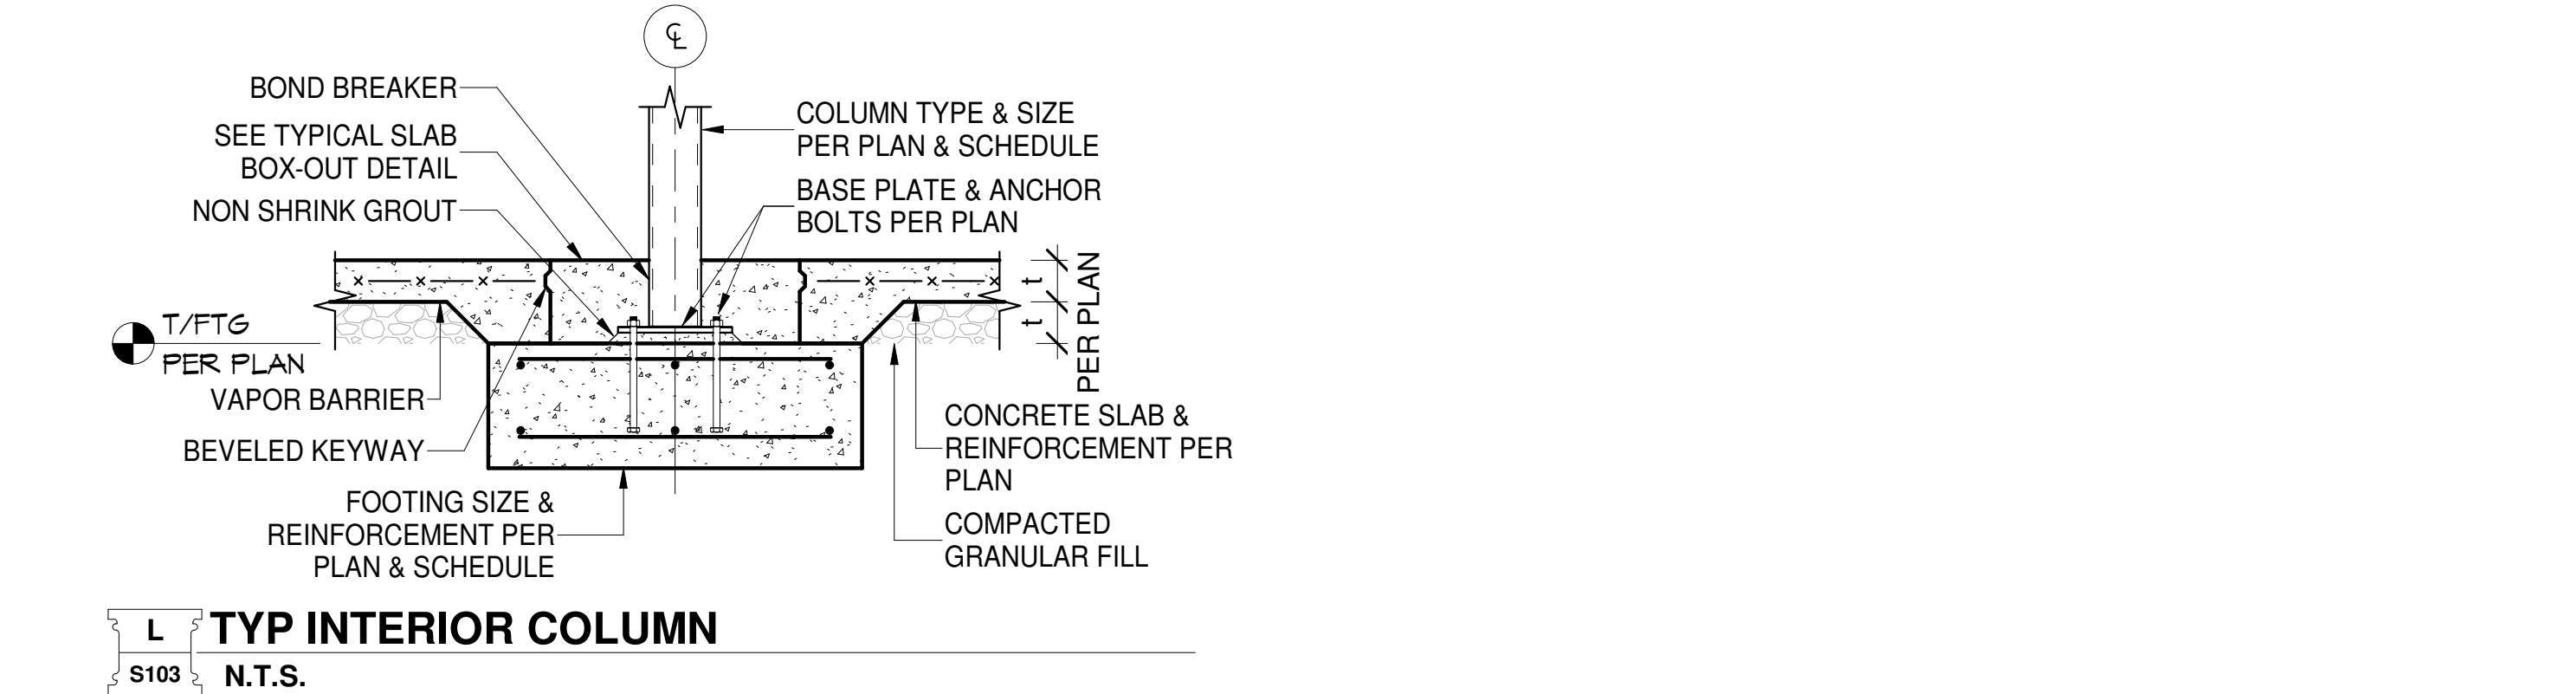 ℄
BOND BREAKER
SEE TYPICAL SLAB
BOX-OUT DETAIL
NON SHRINK GROUT
COLUMN TYPE & SIZE
PER PLAN & SCHEDULE
BASE PLATE & ANCHOR
BOLTS PER PLAN
t
t
PER PLAN
T/FTG
PER PLAN
VAPOR BARRIER
BEVELED KEYWAY
FOOTING SIZE &
REINFORCEMENT PER
PLAN & SCHEDULE
CONCRETE SLAB &
REINFORCEMENT PER
PLAN
COMPACTED
GRANULAR FILL
L
TYP INTERIOR COLUMN
S103
N.T.S.